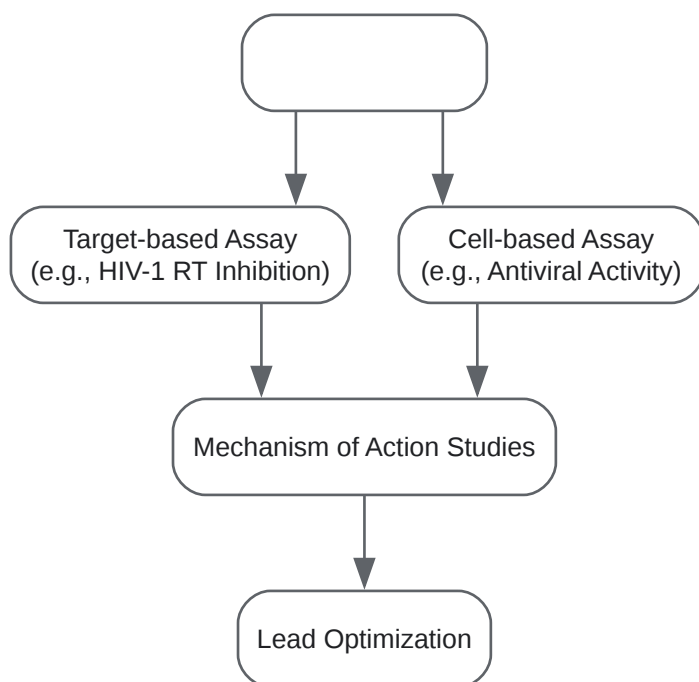 Target-based Assay
(e.g., HIV-1 RT Inhibition)
Cell-based Assay
(e.g., Antiviral Activity)
Mechanism of Action Studies
Lead Optimization